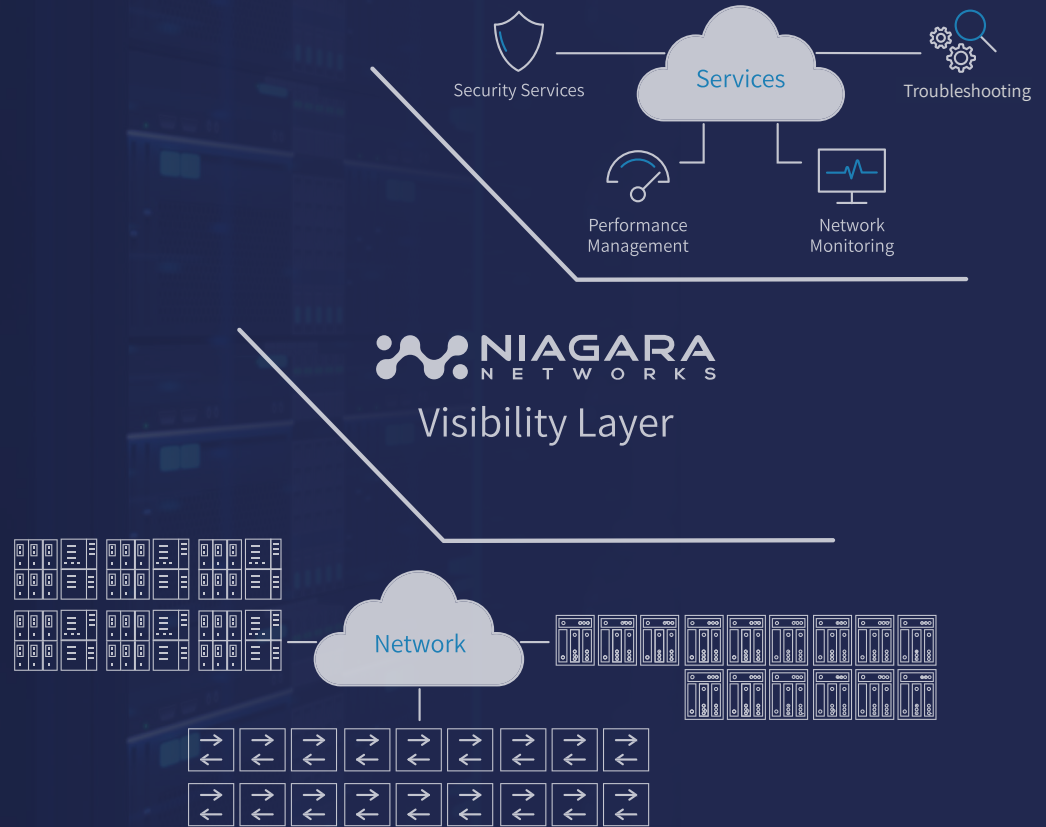 Services
Security Services
Troubleshooting
Performance
Management
Network
Monitoring
NIAGARA
NETWORKS
Visibility Layer
Network